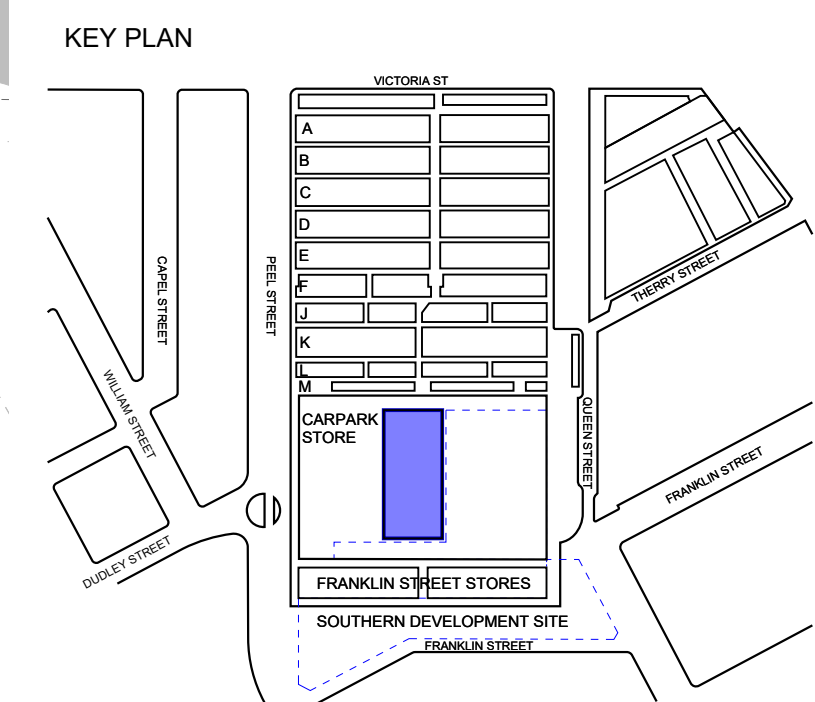 KEY PLAN
VICTORIA ST
A
B
C
D
E
F
J
K
L
M
CAPEL STREET
PEEL STREET
THERRY STREET
WILLIAM STREET
CARPARK
STORE
QUEEN STREET
FRANKLIN STREET
DUDLEY STREET
FRANKLIN STREET STORES
SOUTHERN DEVELOPMENT SITE
FRANKLIN STREET